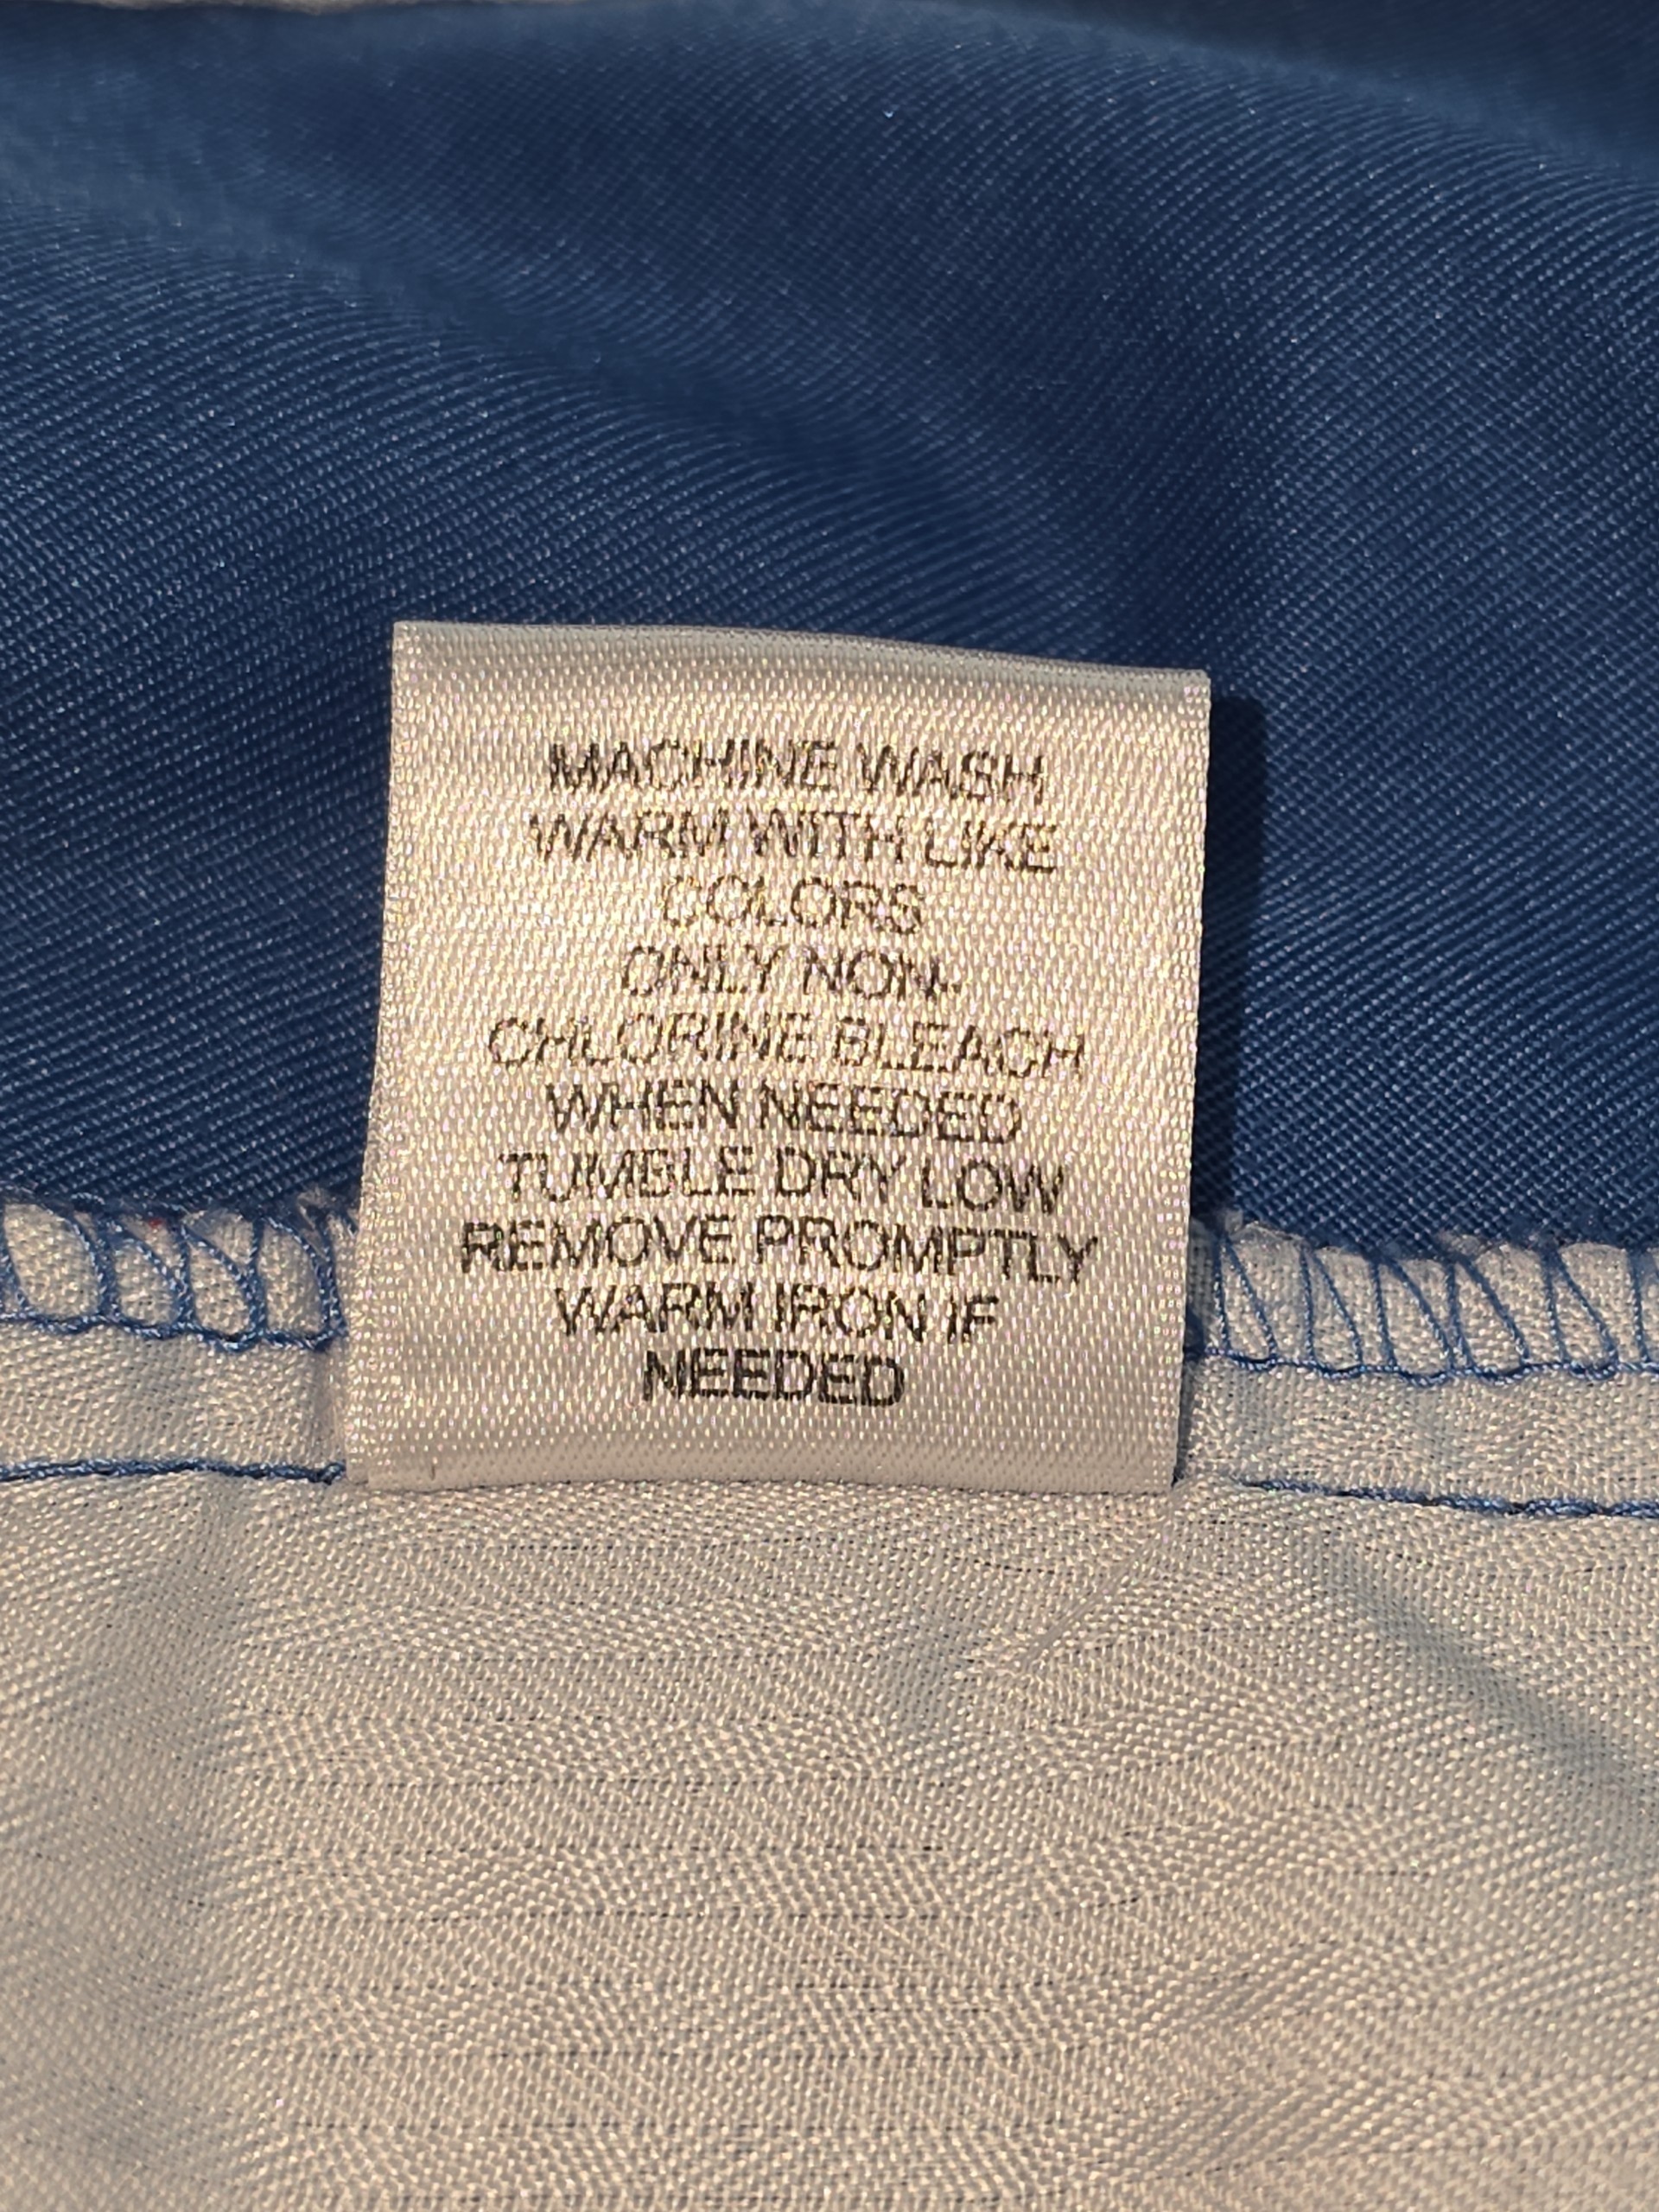 MACHINE WASH
WARM WITH LIKE
COLORS
ONLY NON-
CHLORINE BLEACH
WHEN NEEDED
TUMBLE DRY LOW
REMOVE PROMPTLY
WARM IRON IF
NEEDED